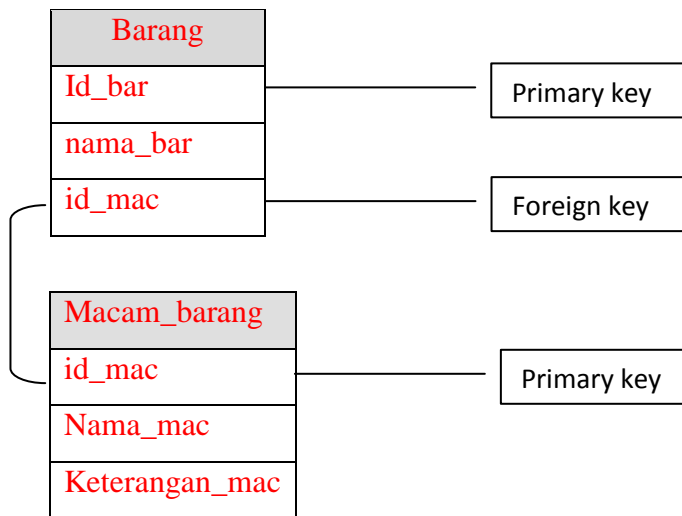 Barang
Id_bar
Primary key
nama_bar
id_mac
Foreign key
Macam_barang
id_mac
Primary key
Nama_mac
Keterangan_mac